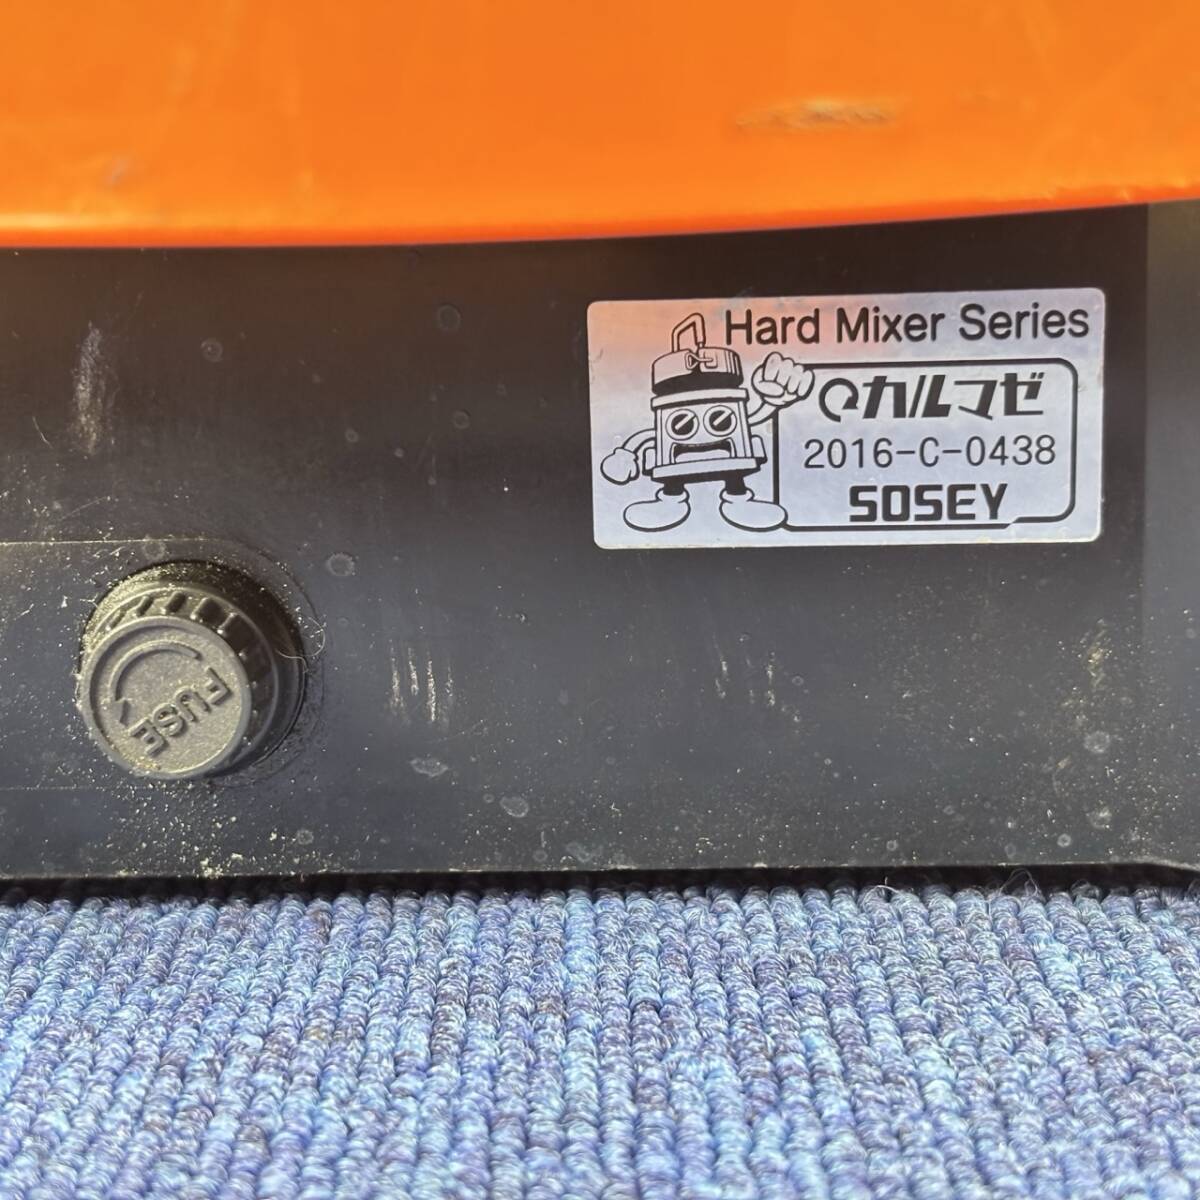 Hard Mixer Series
カルマゼ
2016-C-0438
SOSEY
FUSE